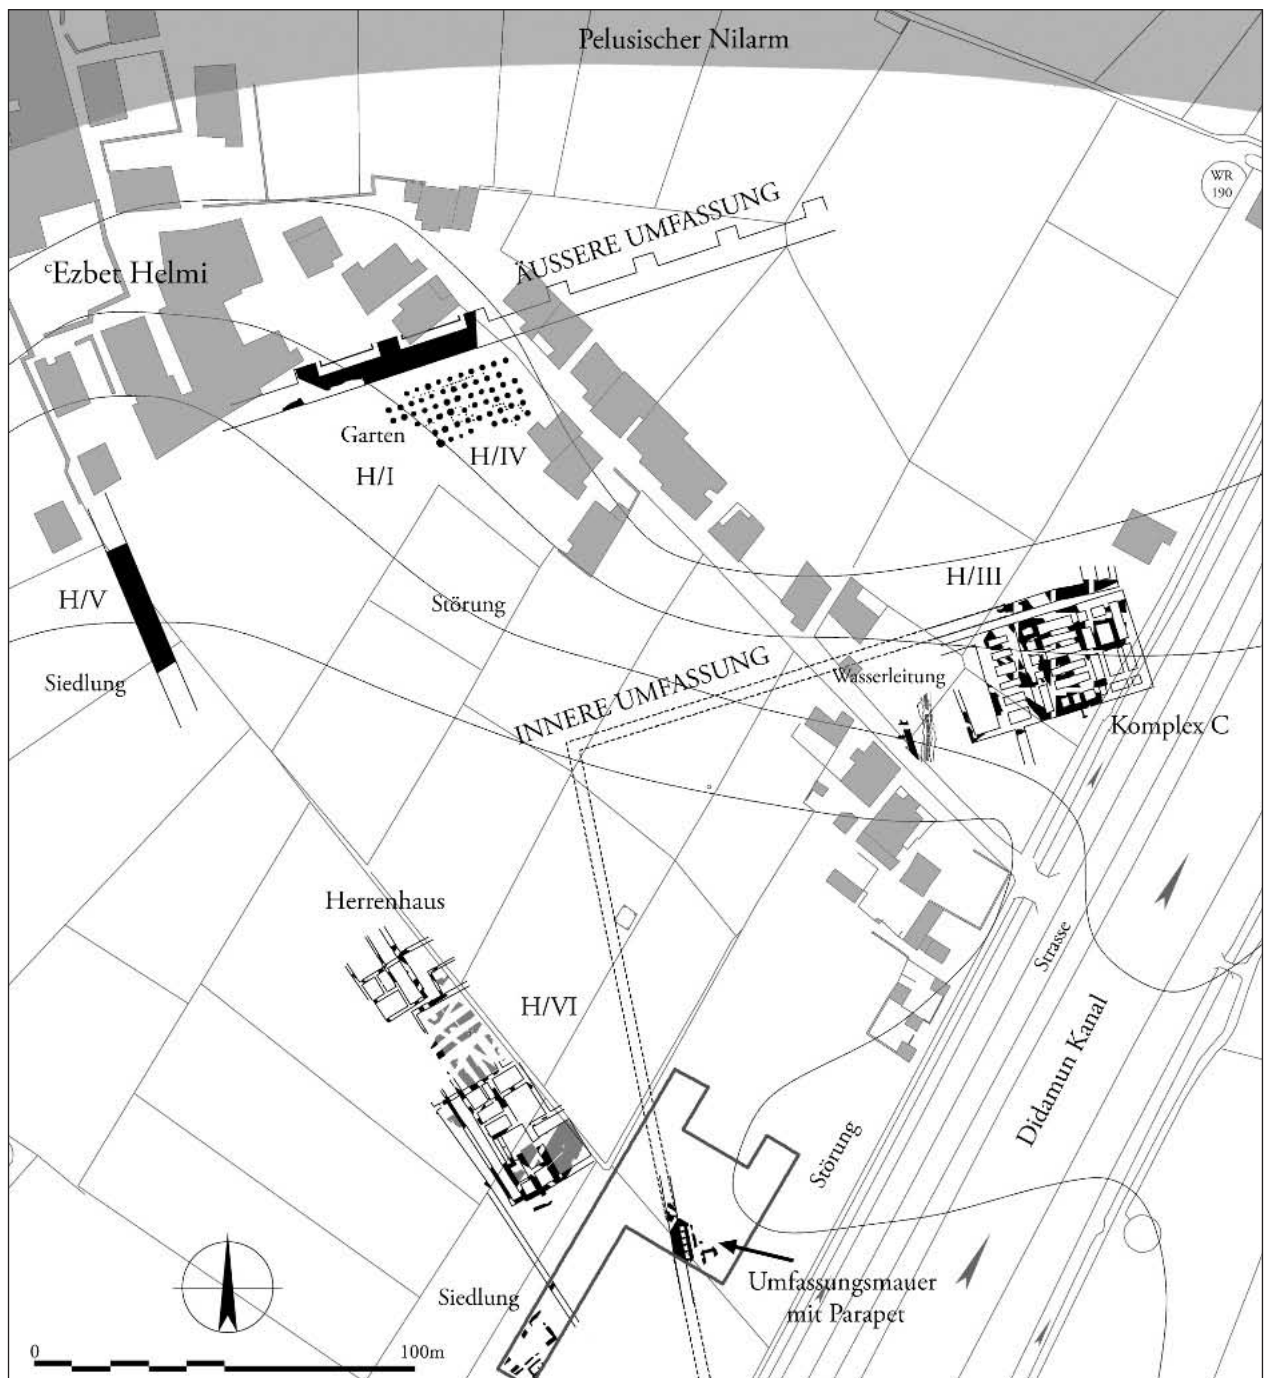 Pelusischer Nilarm
WR
190
ÄUSSERE UMFASSUNG
ᶜEzbet Helmi
Garten
H/IV
H/I
H/III
H/V
Störung
INNERE UMFASSUNG
Wasserleitung
Siedlung
Komplex C
Herrenhaus
Strasse
H/VI
Didamun Kanal
Störung
Umfassungsmauer
mit Parapet
Siedlung
0
100m